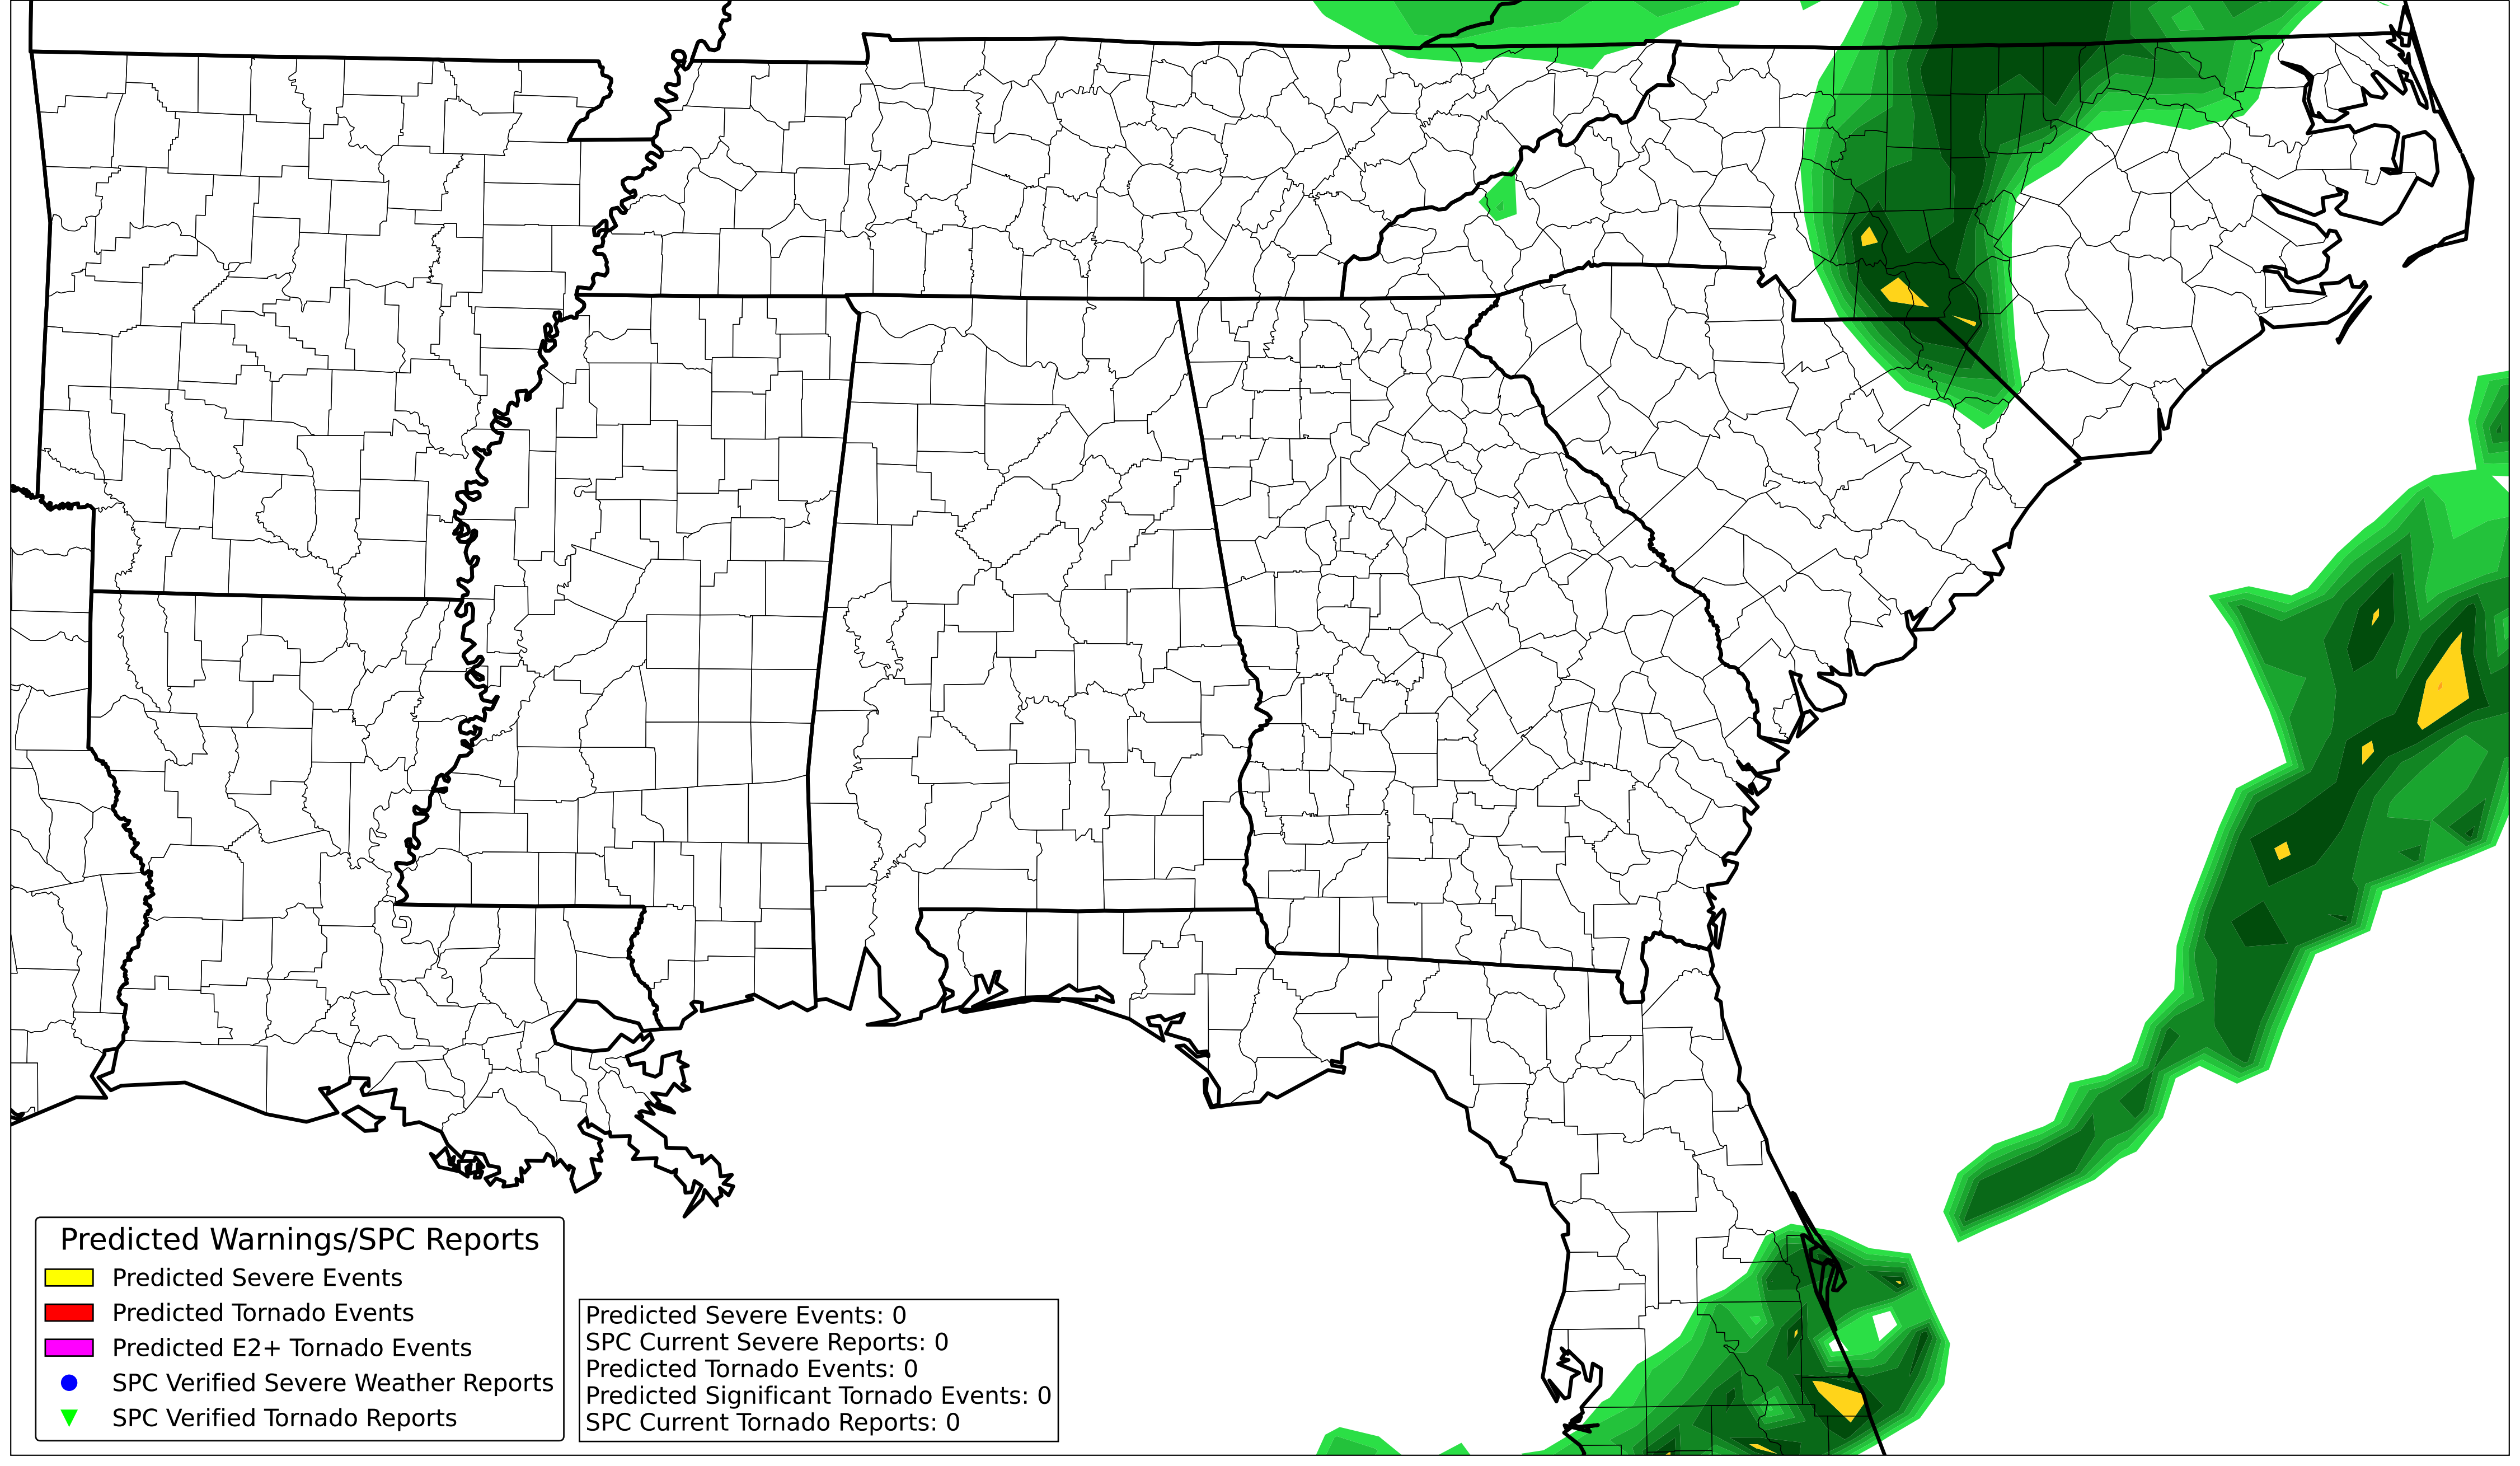 Predicted Warnings/SPC Reports
Predicted Severe Events
Predicted Tornado Events
Predicted E2+ Tornado Events
SPC Verified Severe Weather Reports
SPC Verified Tornado Reports
Predicted Severe Events: 0
SPC Current Severe Reports: 0
Predicted Tornado Events: 0
Predicted Significant Tornado Events: 0
SPC Current Tornado Reports: 0